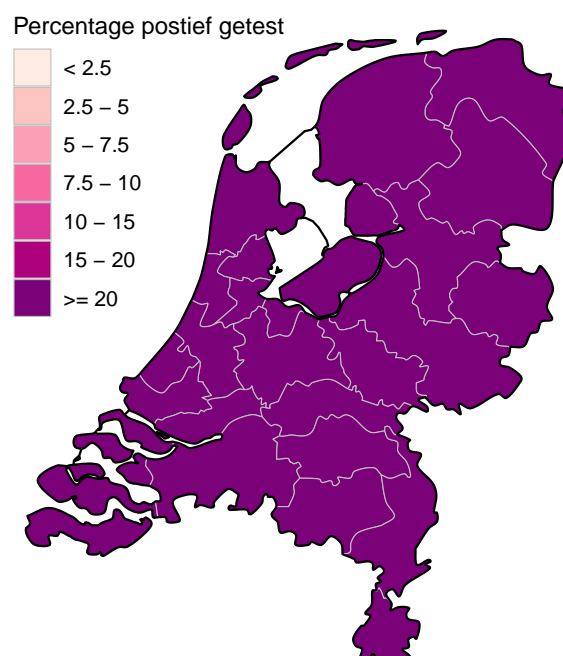 Percentage postief getest
< 2.5
2.5 – 5
5 – 7.5
7.5 – 10
10 – 15
15 – 20
>= 20